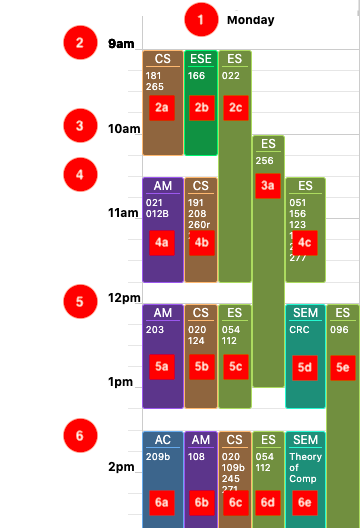 1 Monday
2 9am
CS
181
265
2a
ESE
166
2b
ES
022
2c
3 10am
ES
256
3a
4
AM
021
012B
4a
CS
191
208
260r
4b
ES
051
156
123
4c
277
11am
12pm
5
AM
203
5a
CS
020
124
5b
ES
054
112
5c
SEM
CRC
5d
ES
096
5e
1pm
6
AC
209b
6a
AM
108
6b
CS
020
109b
245
271
6c
ES
054
112
6d
SEM
Theory
of
Comp
6e
2pm